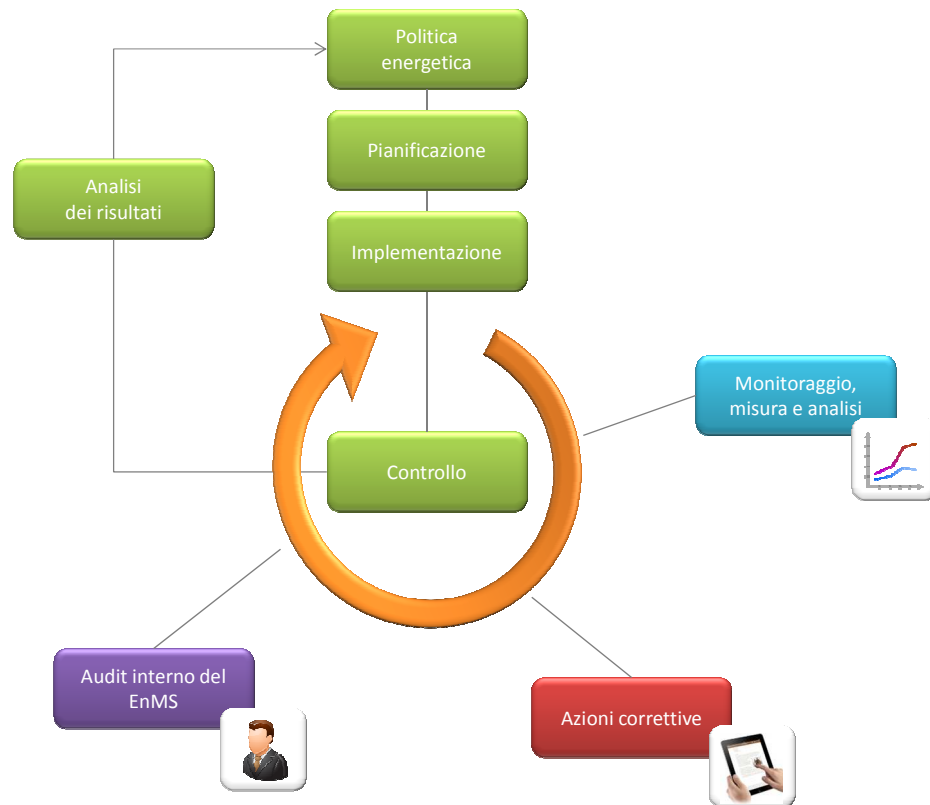 Politica
energetica
Pianificazione
Analisi
dei risultati
Implementazione
Monitoraggio,
misura e analisi
Controllo
Audit interno del
EnMS
Azioni correttive